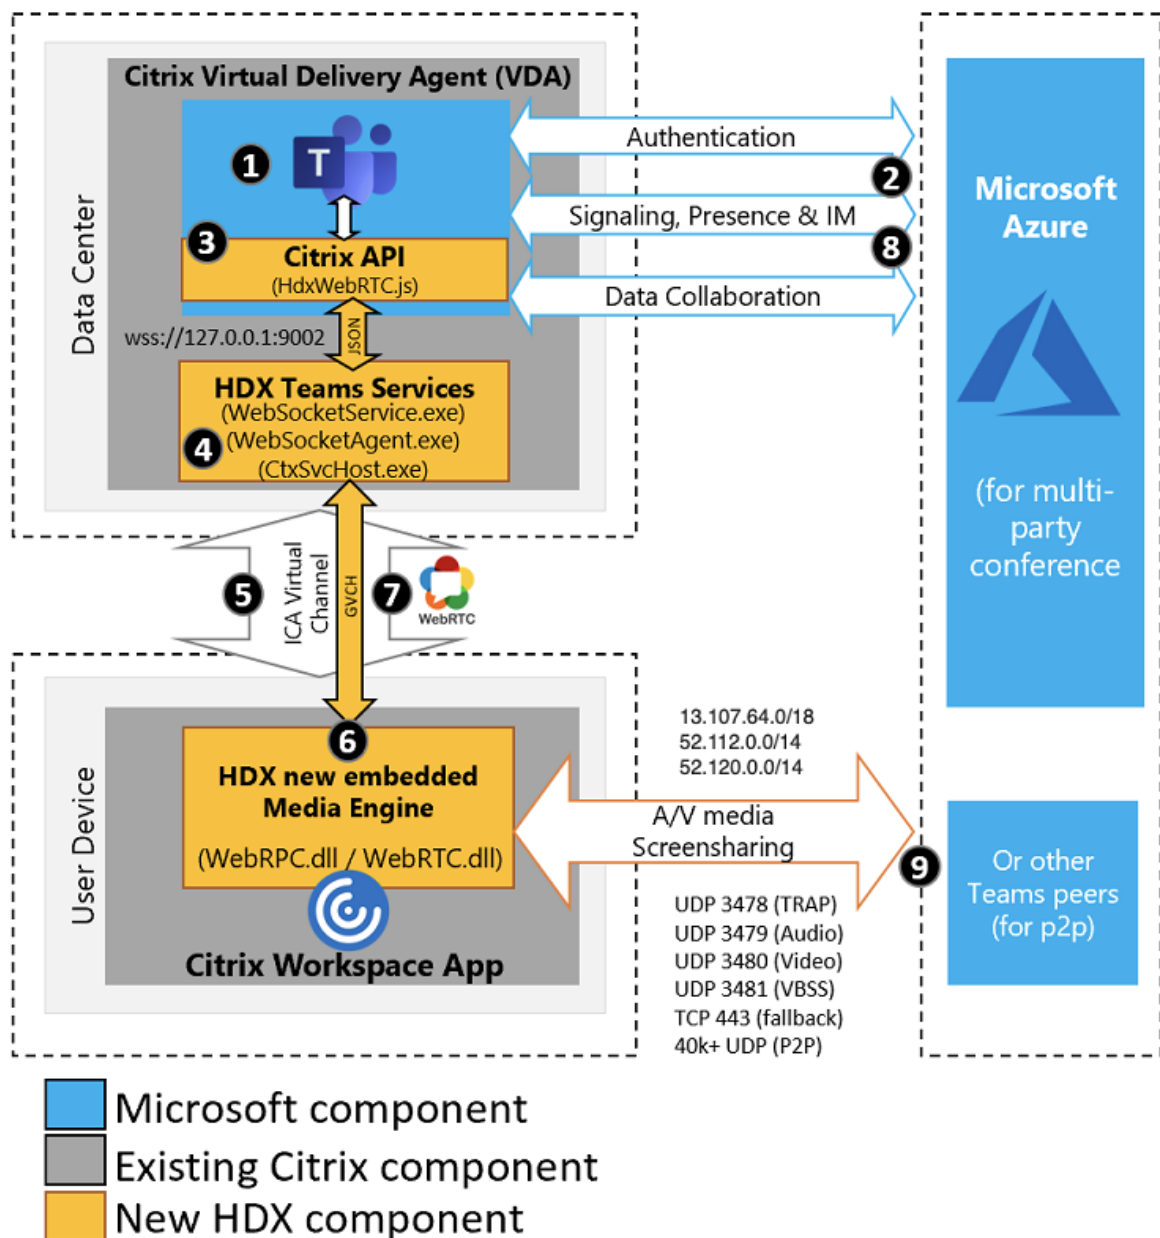 Citrix Virtual Delivery Agent (VDA)
Data Center
1
T
3
Citrix API
(HdxWebRTC.js)
wss://127.0.0.1:9002
JSON
HDX Teams Services
(WebSocketService.exe)
4
(WebSocketAgent.exe)
(CtxSvcHost.exe)
Authentication
2
Signaling, Presence & IM
8
Data Collaboration
Microsoft
Azure
(for multi-
party
conference
5
ICA Virtual
Channel
GVCH
7
WebRTC
User Device
6
HDX new embedded
Media Engine
(WebRPC.dll / WebRTC.dll)
Citrix Workspace App
13.107.64.0/18
52.112.0.0/14
52.120.0.0/14
A/V media
Screensharing
9
UDP 3478 (TRAP)
UDP 3479 (Audio)
UDP 3480 (Video)
UDP 3481 (VBSS)
TCP 443 (fallback)
40k+ UDP (P2P)
Or other
Teams peers
(for p2p)
Microsoft component
Existing Citrix component
New HDX component